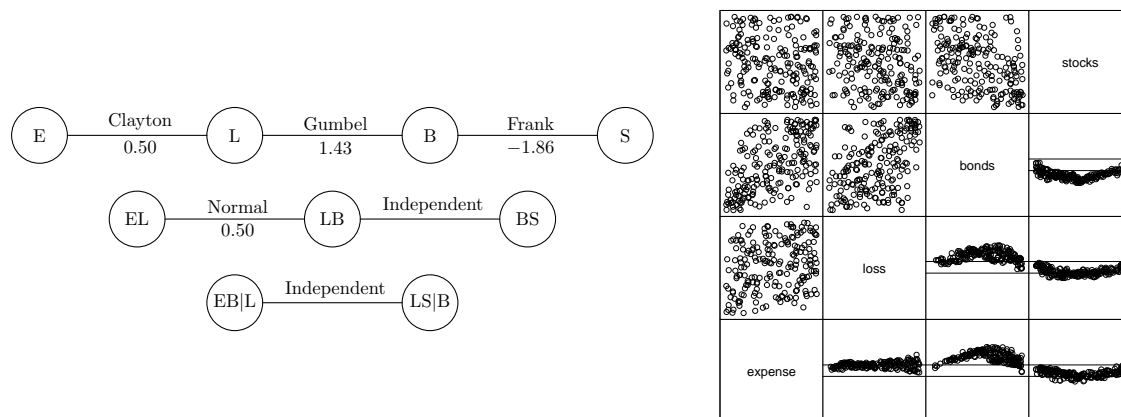 Clayton
E L
0.50
Gumbel
1.43
B
Frank
−1.86
S
EL
Normal
0.50
LB
Independent
BS
EB|L
Independent
LS|B
stocks
bonds
loss
expense